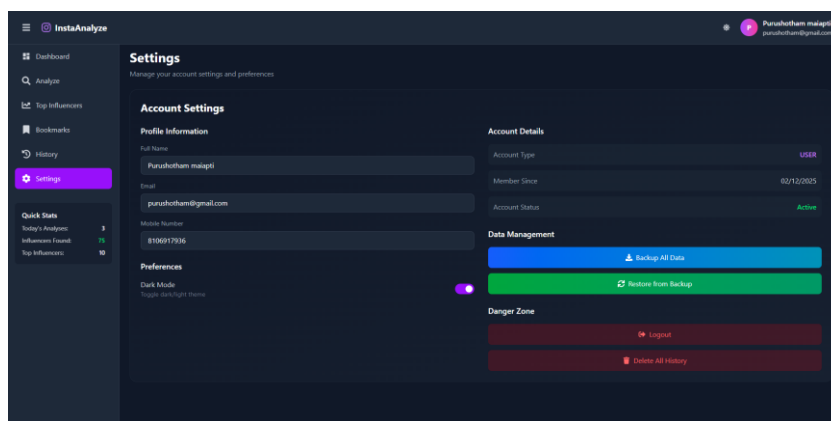 InstaAnalyze
P
Purushotham maiapti
purushotham@gmail.com
Dashboard
Analyze
Top Influencers
Bookmarks
History
Settings
Quick Stats
Today's Analyses: 3
Influencers Found: 75
Top Influencers: 10
Settings
Manage your account settings and preferences
Account Settings
Profile Information
Full Name
Purushotham maiapti
Email
purushotham@gmail.com
Mobile Number
8106917936
Preferences
Dark Mode
Toggle dark/light theme
Account Details
Account Type USER
Member Since 02/12/2025
Account Status Active
Data Management
Backup All Data
Restore from Backup
Danger Zone
Logout
Delete All History